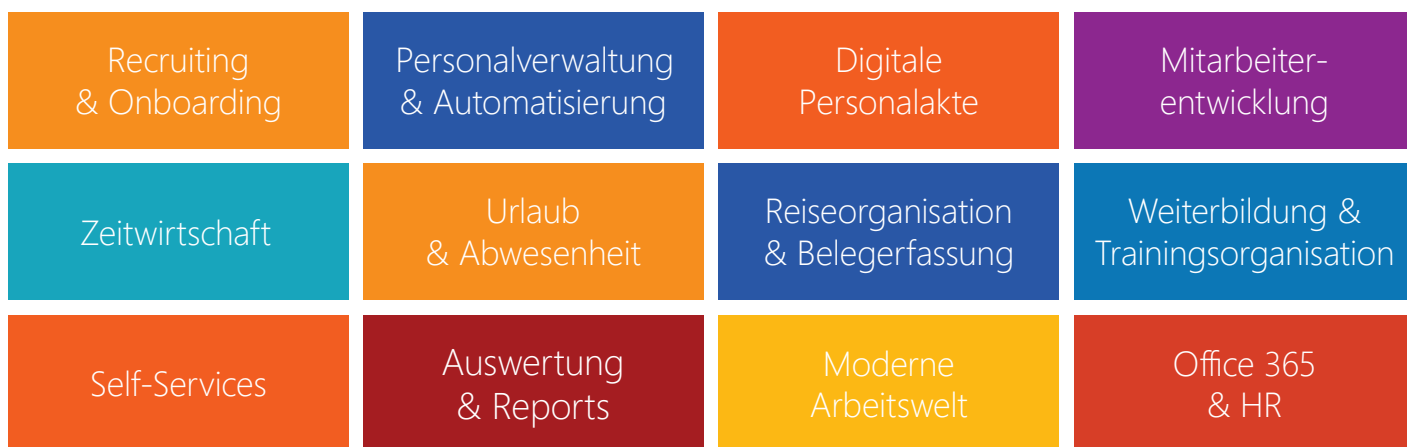 Recruiting
& Onboarding
Personalverwaltung
& Automatisierung
Digitale
Personalakte
Mitarbeiter-
entwicklung
Zeitwirtschaft
Urlaub
& Abwesenheit
Reiseorganisation
& Belegerfassung
Weiterbildung &
Trainingsorganisation
Self-Services
Auswertung
& Reports
Moderne
Arbeitswelt
Office 365
& HR